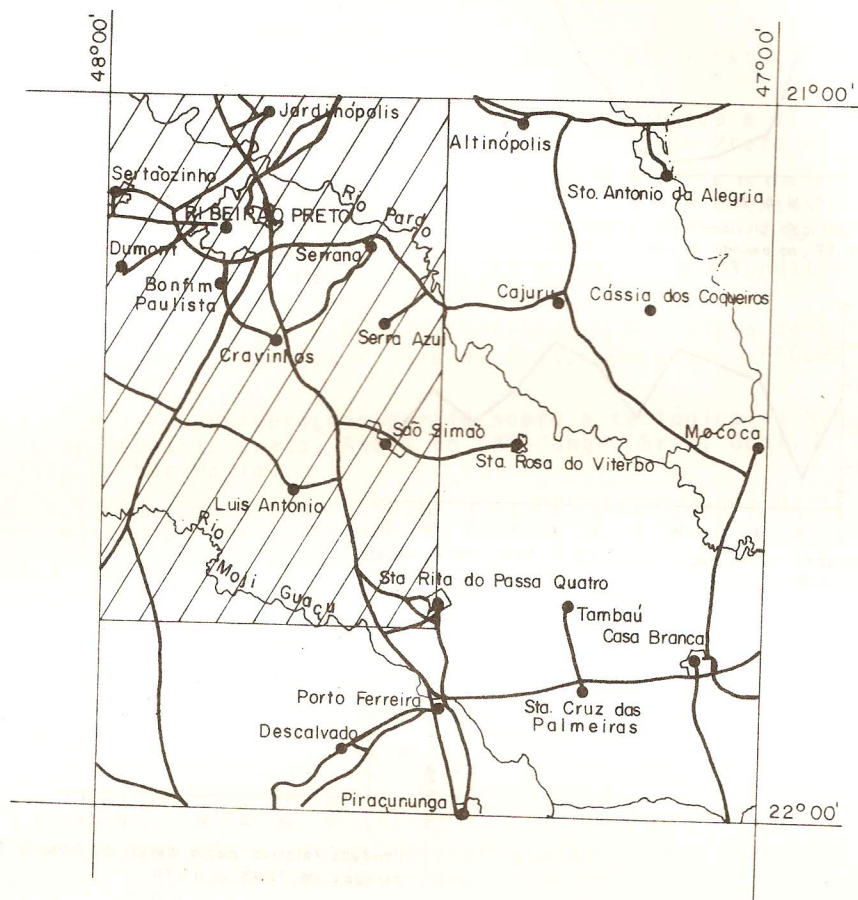 48°00'
47°00'
21°00'
Jardinópolis
Altinópolis
Sertãozinho
Sto. Antonio da Alegria
Rio Pardo
RIBEIRÃO PRETO
Dumont
Serrana
Bonfim
Paulista
Cajuru
Cássia dos Coqueiros
Serra Azul
Cravinhos
São Simão
Mococa
Sta. Rosa do Viterbo
Luis Antonio
Rio Moji Guaçu
Sta Rita do Passa Quatro
Tambaú
Casa Branca
Porto Ferreira
Sta. Cruz das
Palmeiras
Descalvado
Piracununga
22°00'